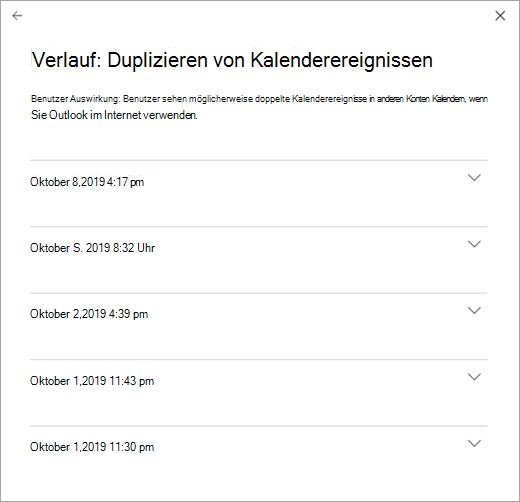 Verlauf: Duplizieren von Kalenderereignissen
Benutzer Auswirkung: Benutzer sehen möglicherweise doppelte Kalenderereignisse in anderen Konten Kalendern, wenn
Sie Outlook im Internet verwenden.
Oktober 8,2019 4:17 pm
Oktober S. 2019 8:32 Uhr
Oktober 2,2019 4:39 pm
Oktober 1,2019 11:43 pm
Oktober 1,2019 11:30 pm